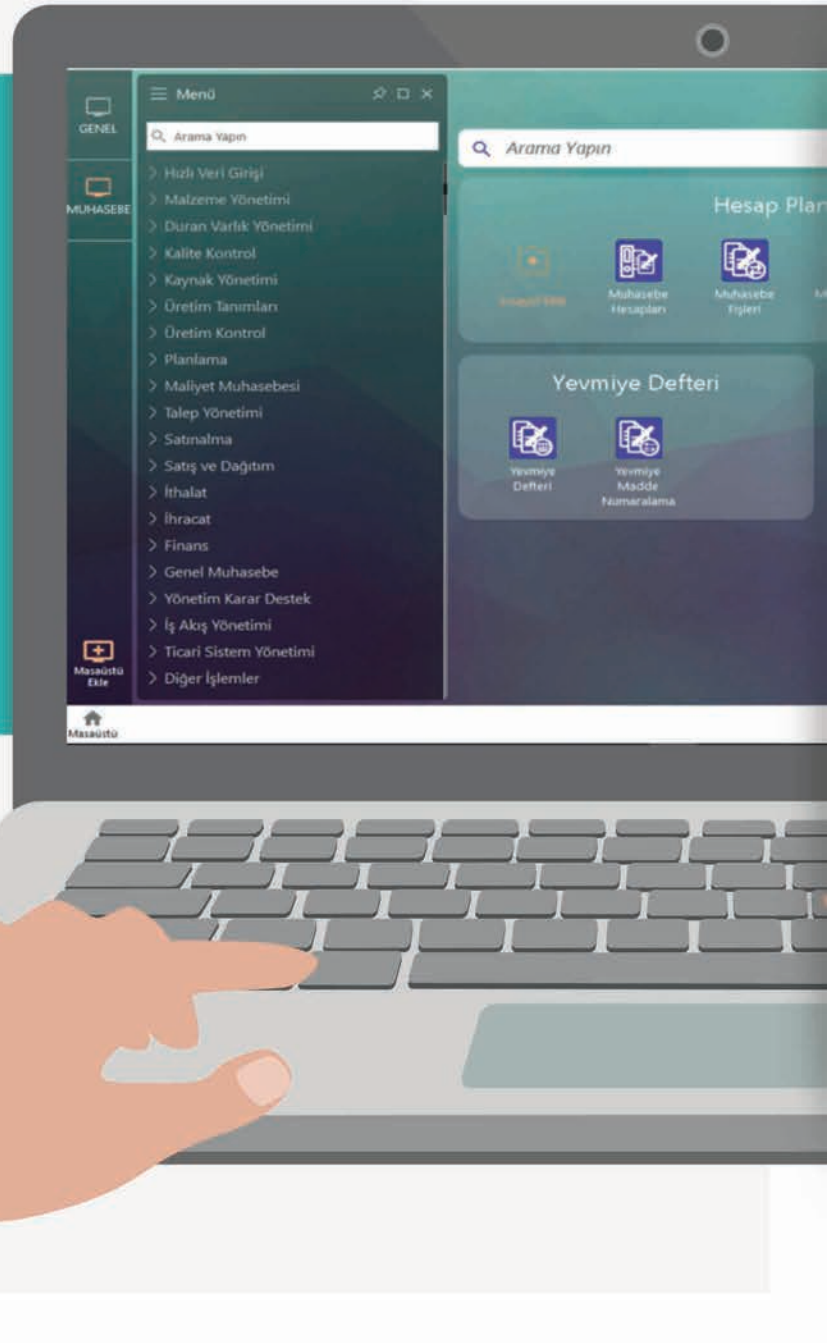 GENEL
MUHASEBE
Masaüstü
Ekle
Masaüstü
Menü
Arama Yapın
Hızlı Veri Girişi
Malzeme Yönetimi
Duran Varlık Yönetimi
Kalite Kontrol
Kaynak Yönetimi
Üretim Tanımları
Üretim Kontrol
Planlama
Maliyet Muhasebesi
Talep Yönetimi
Satınalma
Satış ve Dağıtım
İthalat
İhracat
Finans
Genel Muhasebe
Yönetim Karar Destek
İş Akış Yönetimi
Ticari Sistem Yönetimi
Diğer İşlemler
Arama Yapın
Hesap Plan
Muhasebe
Hesapları
Muhasebe
Fişleri
Yevmiye Defteri
Yevmiye
Defteri
Yevmiye
Madde
Numaralama